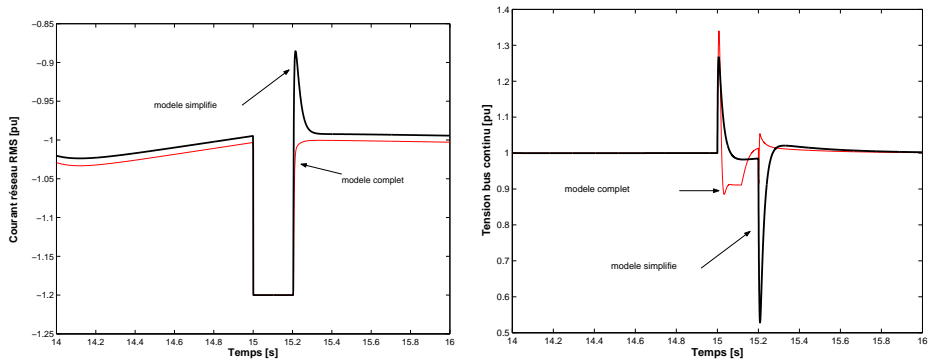 −0.85
−0.9
−0.95
−1
−1.05
−1.1
−1.15
−1.2
−1.25
Courant réseau RMS [pu]
modele simplifie
modele complet
14 14.2 14.4 14.6 14.8 15 15.2 15.4 15.6 15.8 16
Temps [s]
1.4
1.3
1.2
1.1
1
0.9
0.8
0.7
0.6
0.5
Tension bus continu [pu]
modele complet
modele simplifie
14 14.2 14.4 14.6 14.8 15 15.2 15.4 15.6 15.8 16
Temps [s]